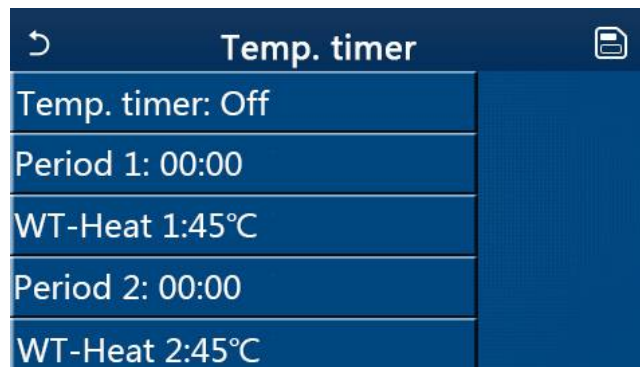 Temp. timer
Temp. timer: Off
Period 1: 00:00
WT-Heat 1:45℃
Period 2: 00:00
WT-Heat 2:45℃